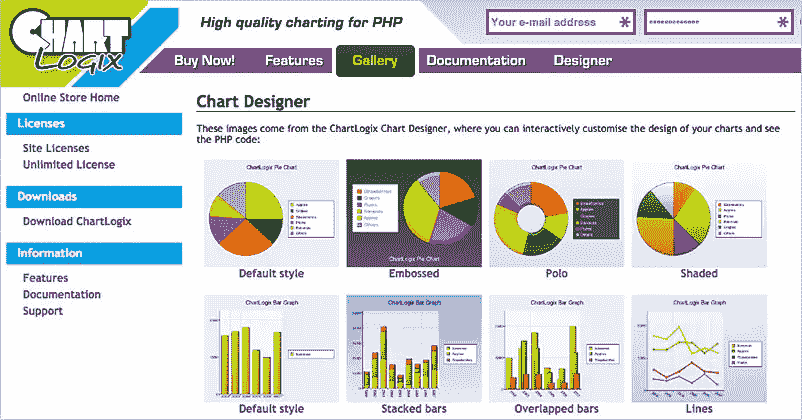 CHART
LOGIX
High quality charting for PHP
Your e-mail address
Buy Now!
Features
Gallery
Documentation
Designer
Online Store Home
Licenses
Site Licenses
Unlimited License
Downloads
Download ChartLogix
Information
Features
Documentation
Support
Chart Designer
These images come from the ChartLogix Chart Designer, where you can interactively customise the design of your charts and see
the PHP code:
ChartLogix Pie Chart
Default style
ChartLogix Pie Chart
Embossed
ChartLogix Pie Chart
Polo
ChartLogix Pie Chart
Shaded
ChartLogix Bar Graph
Default style
ChartLogix Bar Graph
Stacked bars
ChartLogix Bar Graph
Overlapped bars
ChartLogix Bar Graph
Lines